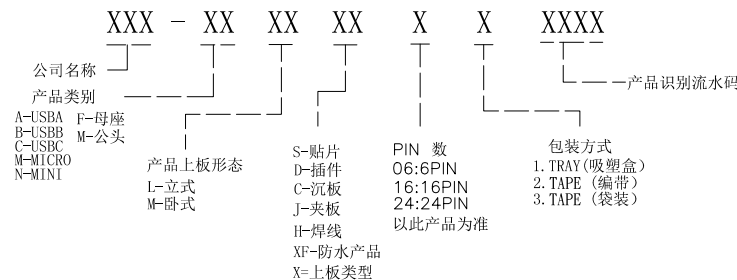 XXX - XX XX XX X X XXXX
公司名称
产品类别
A-USBA
B-USBB
C-USBC
M-MICRO
N-MINI
F-母座
M-公头
产品上板形态
L-立式
M-卧式
S-贴片
D-插件
C-沉板
J-夹板
H-焊线
XF-防水产品
X=上板类型
PIN 数
06:6PIN
16:16PIN
24:24PIN
以此产品为准
包装方式
1.TRAY(吸塑盒)
2.TAPE (编带)
3.TAPE (袋装)
产品识别流水码